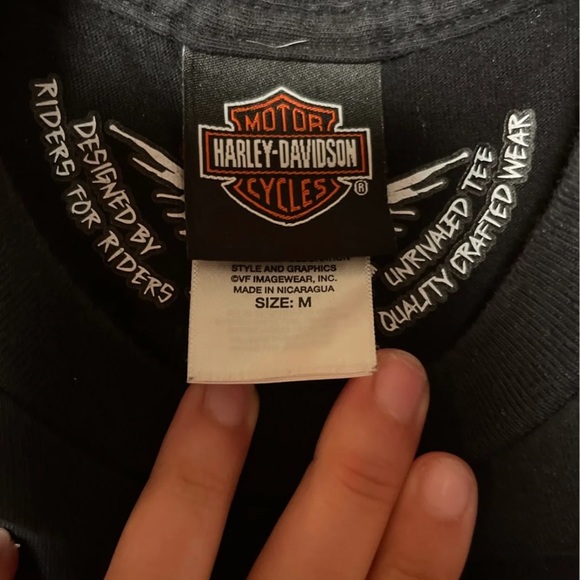 RIDERS FOR RIDERS
DESIGNED BY
MOTOR
HARLEY-DAVIDSON
CYCLES
®
STYLE AND GRAPHICS
©VF IMAGEWEAR, INC.
MADE IN NICARAGUA
SIZE: M
UNRIVALED TEE
QUALITY CRAFTED WEAR